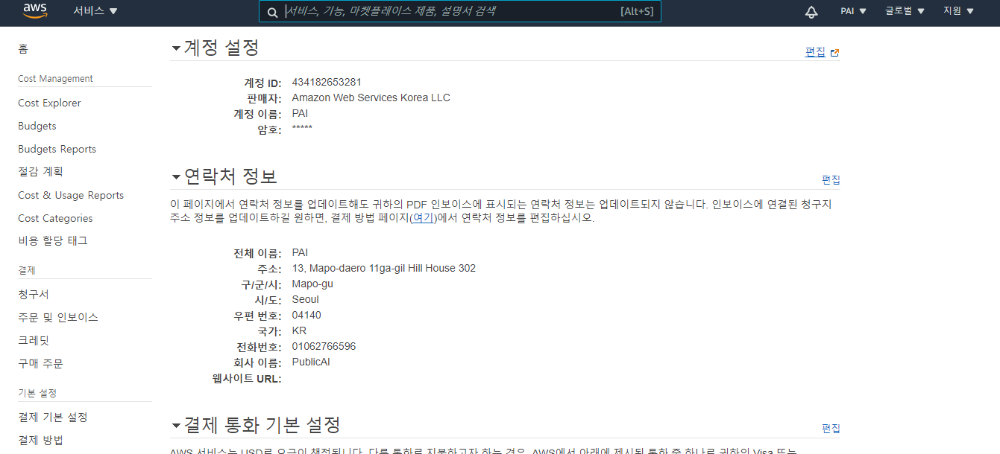 aws 서비스 ▼ 서비스, 기능, 마켓플레이스 제품, 설명서 검색 [Alt+S] PAI ▼ 글로벌 ▼ 지원 ▼
홈
Cost Management
Cost Explorer
Budgets
Budgets Reports
절감 계획
Cost & Usage Reports
Cost Categories
비용 할당 태그
결제
청구서
주문 및 인보이스
크레딧
구매 주문
기본 설정
결제 기본 설정
결제 방법
계정 설정 편집
계정 ID: 434182653281
판매자: Amazon Web Services Korea LLC
계정 이름: PAI
암호: *****
연락처 정보 편집
이 페이지에서 연락처 정보를 업데이트해도 귀하의 PDF 인보이스에 표시되는 연락처 정보는 업데이트되지 않습니다. 인보이스에 연결된 청구지
주소 정보를 업데이트하길 원하면, 결제 방법 페이지(여기)에서 연락처 정보를 편집하십시오.
전체 이름: PAI
주소: 13, Mapo-daero 11ga-gil Hill House 302
구/군/시: Mapo-gu
시/도: Seoul
우편 번호: 04140
국가: KR
전화번호: 01062766596
회사 이름: PublicAI
웹사이트 URL:
결제 통화 기본 설정 편집
AWS 서비스는 USD로 요금이 책정됩니다. 다른 통화로 지불하고자 하는 경우, AWS에서 아래에 제시된 통화 중 하나로 귀하의 Visa 또는